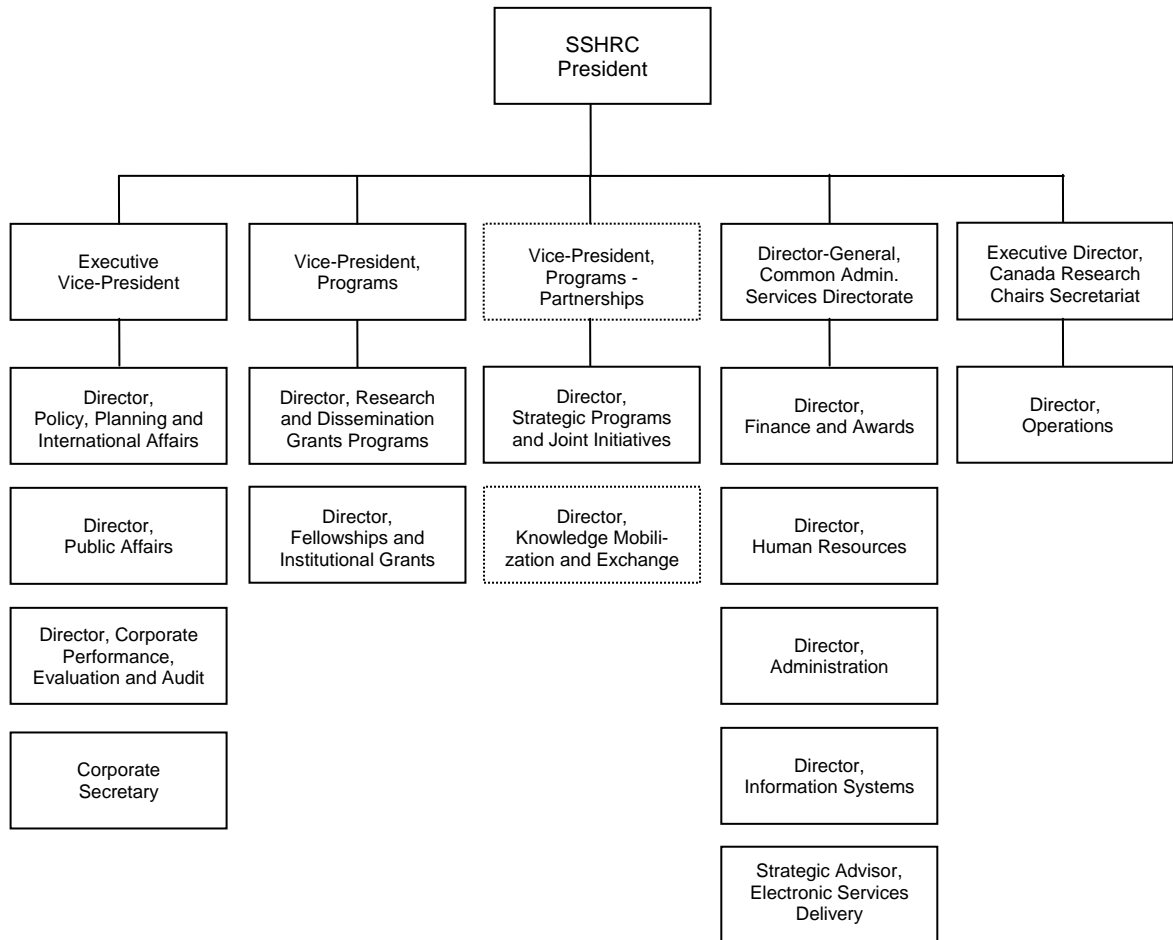 SSHRC
President
Executive
Vice-President
Vice-President,
Programs
Vice-President,
Programs -
Partnerships
Director-General,
Common Admin.
Services Directorate
Executive Director,
Canada Research
Chairs Secretariat
Director,
Policy, Planning and
International Affairs
Director, Research
and Dissemination
Grants Programs
Director,
Strategic Programs
and Joint Initiatives
Director,
Finance and Awards
Director,
Operations
Director,
Public Affairs
Director,
Fellowships and
Institutional Grants
Director,
Knowledge Mobili-
zation and Exchange
Director,
Human Resources
Director, Corporate
Performance,
Evaluation and Audit
Director,
Administration
Corporate
Secretary
Director,
Information Systems
Strategic Advisor,
Electronic Services
Delivery